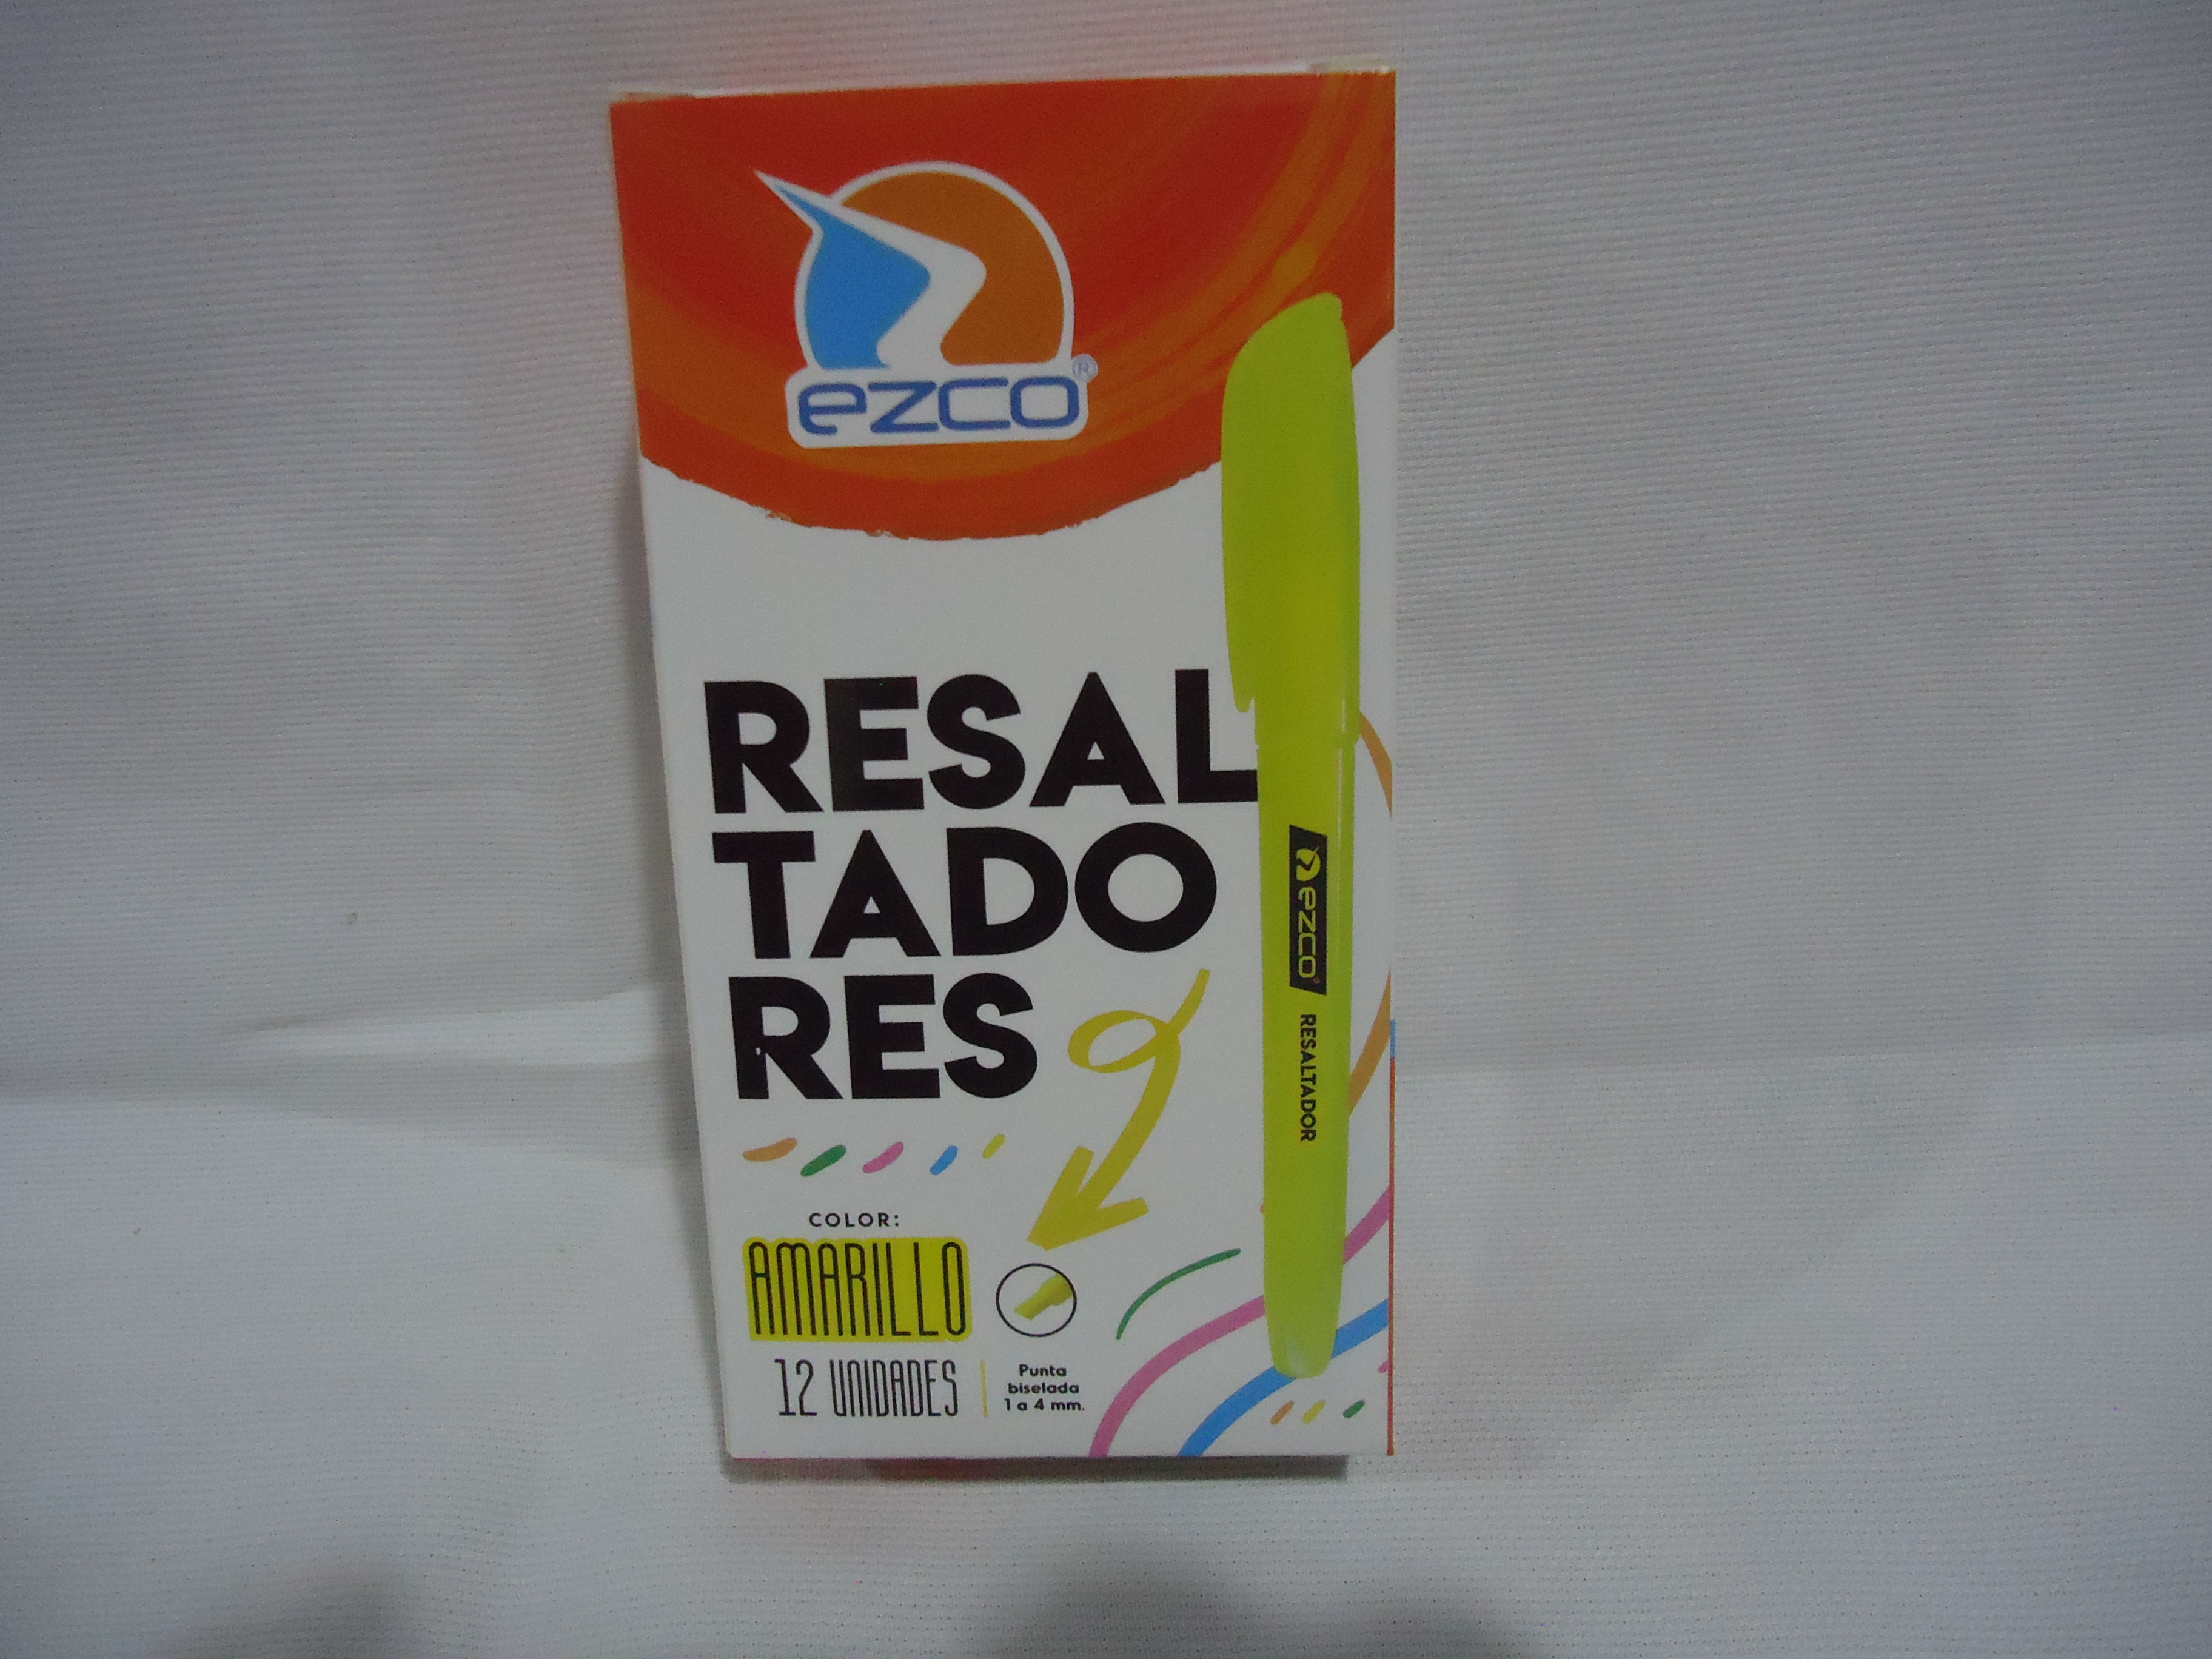 ezco®
RESAL
TADO
RES
ezco® RESALTADOR
COLOR:
AMARILLO
12 UNIDADES
Punta
biselada
1 a 4 mm.